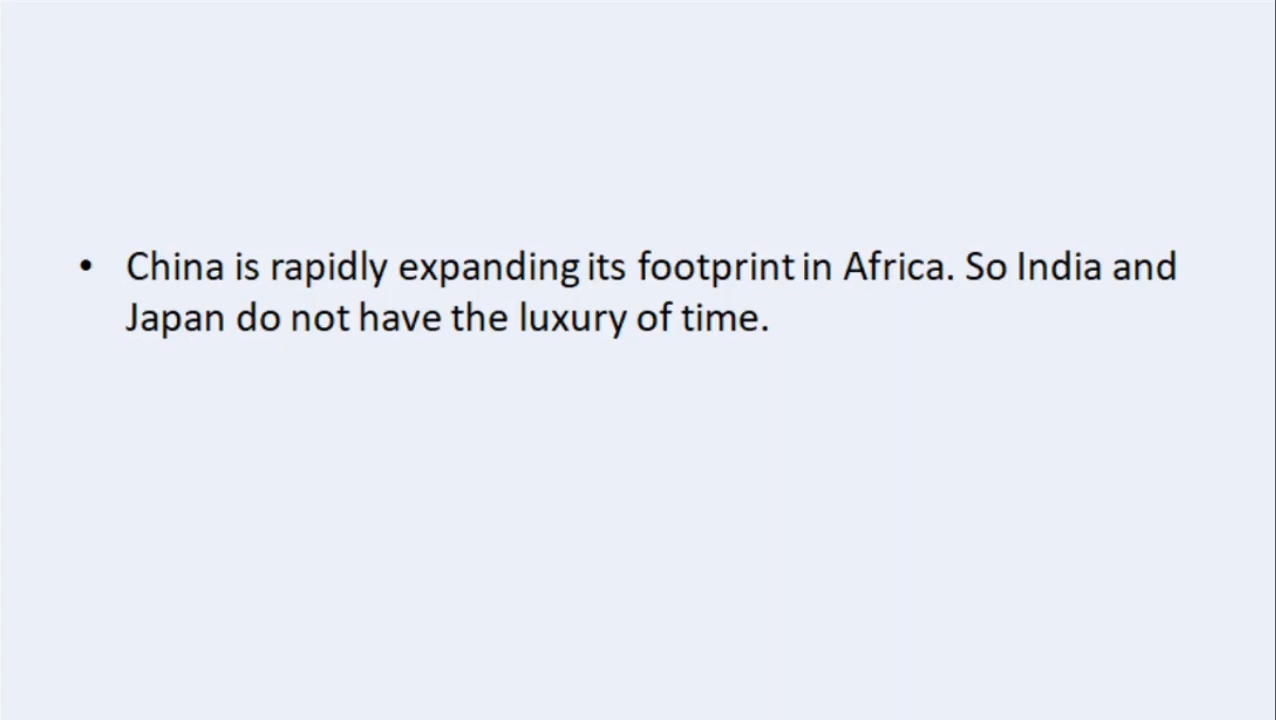 • China is rapidly expanding its footprint in Africa. So India and
Japan do not have the luxury of time.